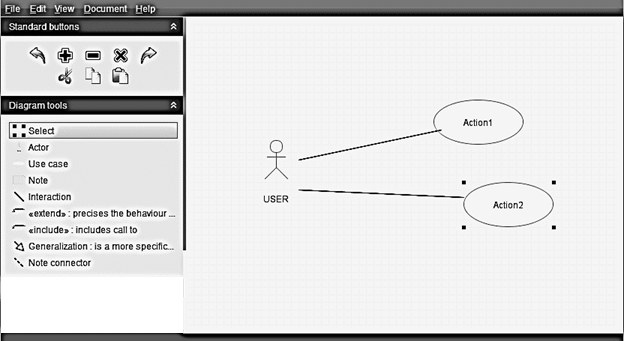 File Edit View Document Help
Standard buttons
Diagram tools
Select
Actor
Use case
Note
Interaction
«extend» : precises the behaviour ...
«include» : includes call to
Generalization : is a more specific...
Note connector
Action1
USER
Action2